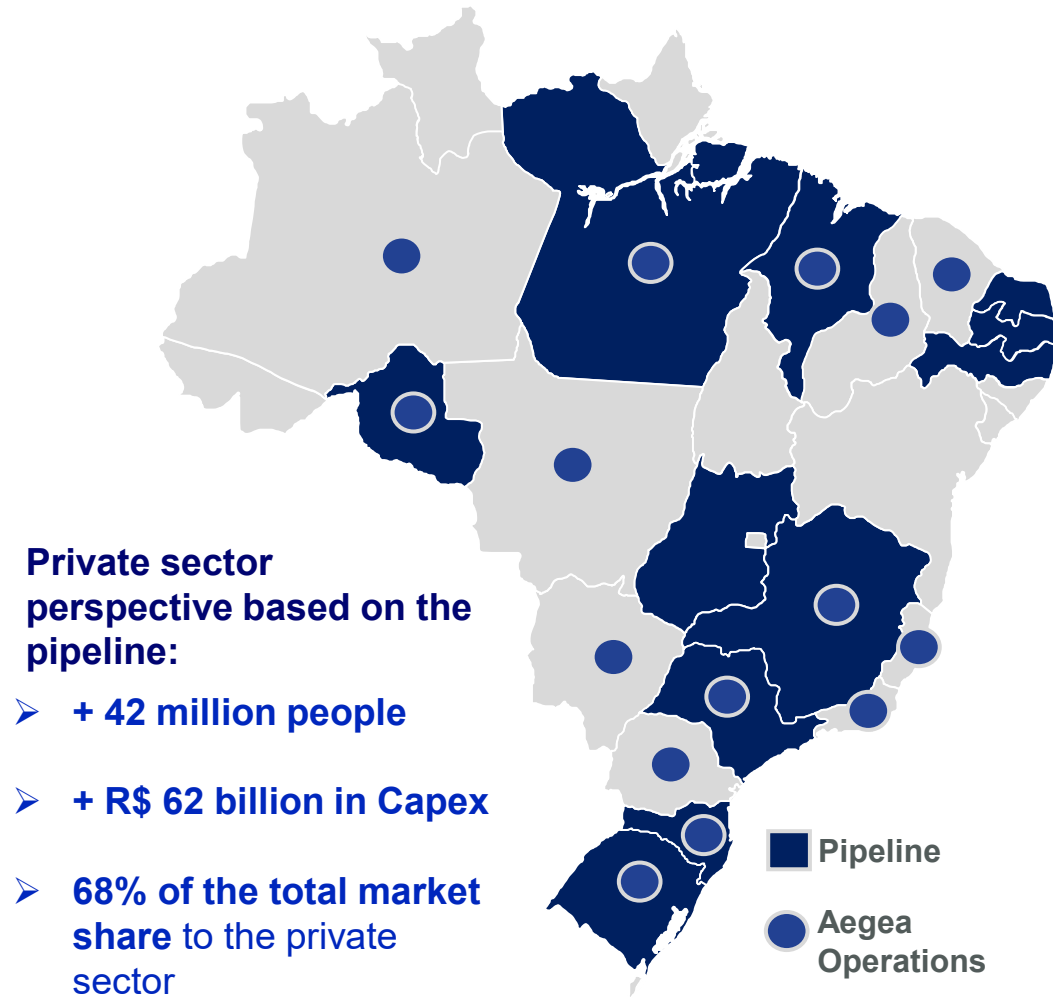 Private sector
perspective based on the
pipeline:
➢ + 42 million people
➢ + R$ 62 billion in Capex
➢ 68% of the total market
share to the private
sector
Pipeline
Aegea
Operations